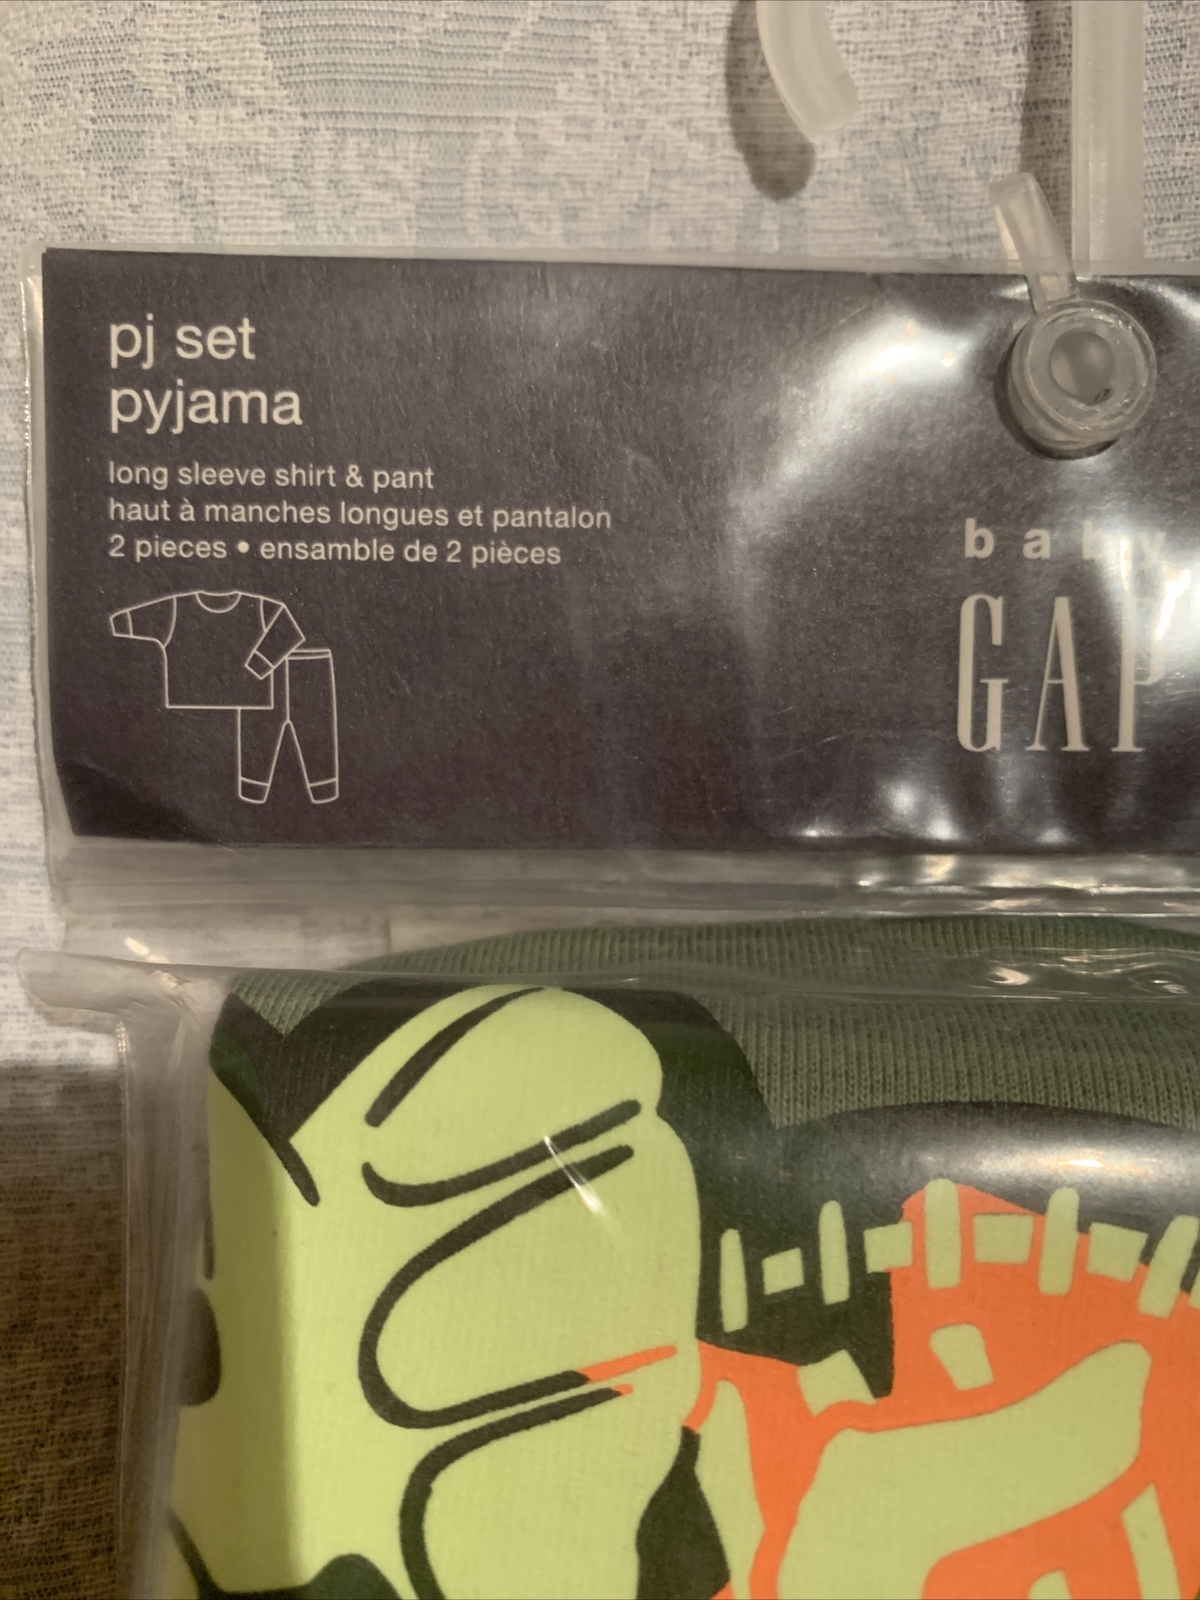 pj set
pyjama
long sleeve shirt & pant
haut à manches longues et pantalon
2 pieces • ensamble de 2 pièces
baby
GAP